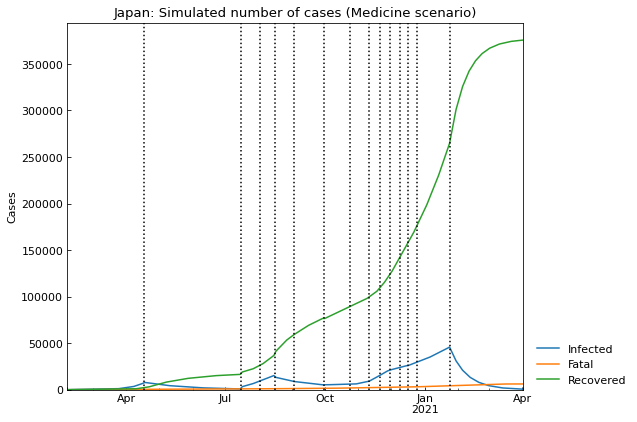 Japan: Simulated number of cases (Medicine scenario)
350000
300000
250000
200000
150000
100000
50000
0
Cases
Apr
Jul
Oct
Jan
2021
Apr
Infected
Fatal
Recovered